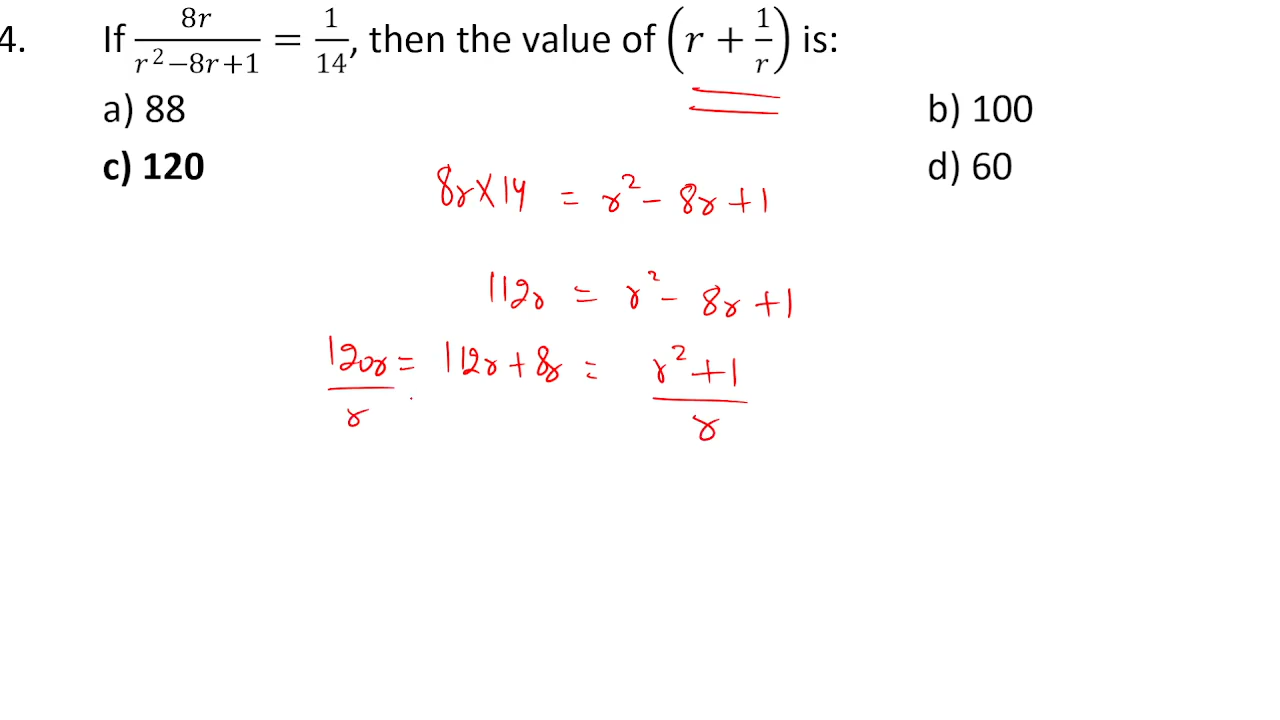 4. If 8r/(r²−8r+1) = 1/14, then the value of (r + 1/r) is:
a) 88 b) 100
c) 120 d) 60
8r×14 = r² - 8r+1
112r = r² - 8r +1
120r/r = 112r+8r = (r²+1)/r